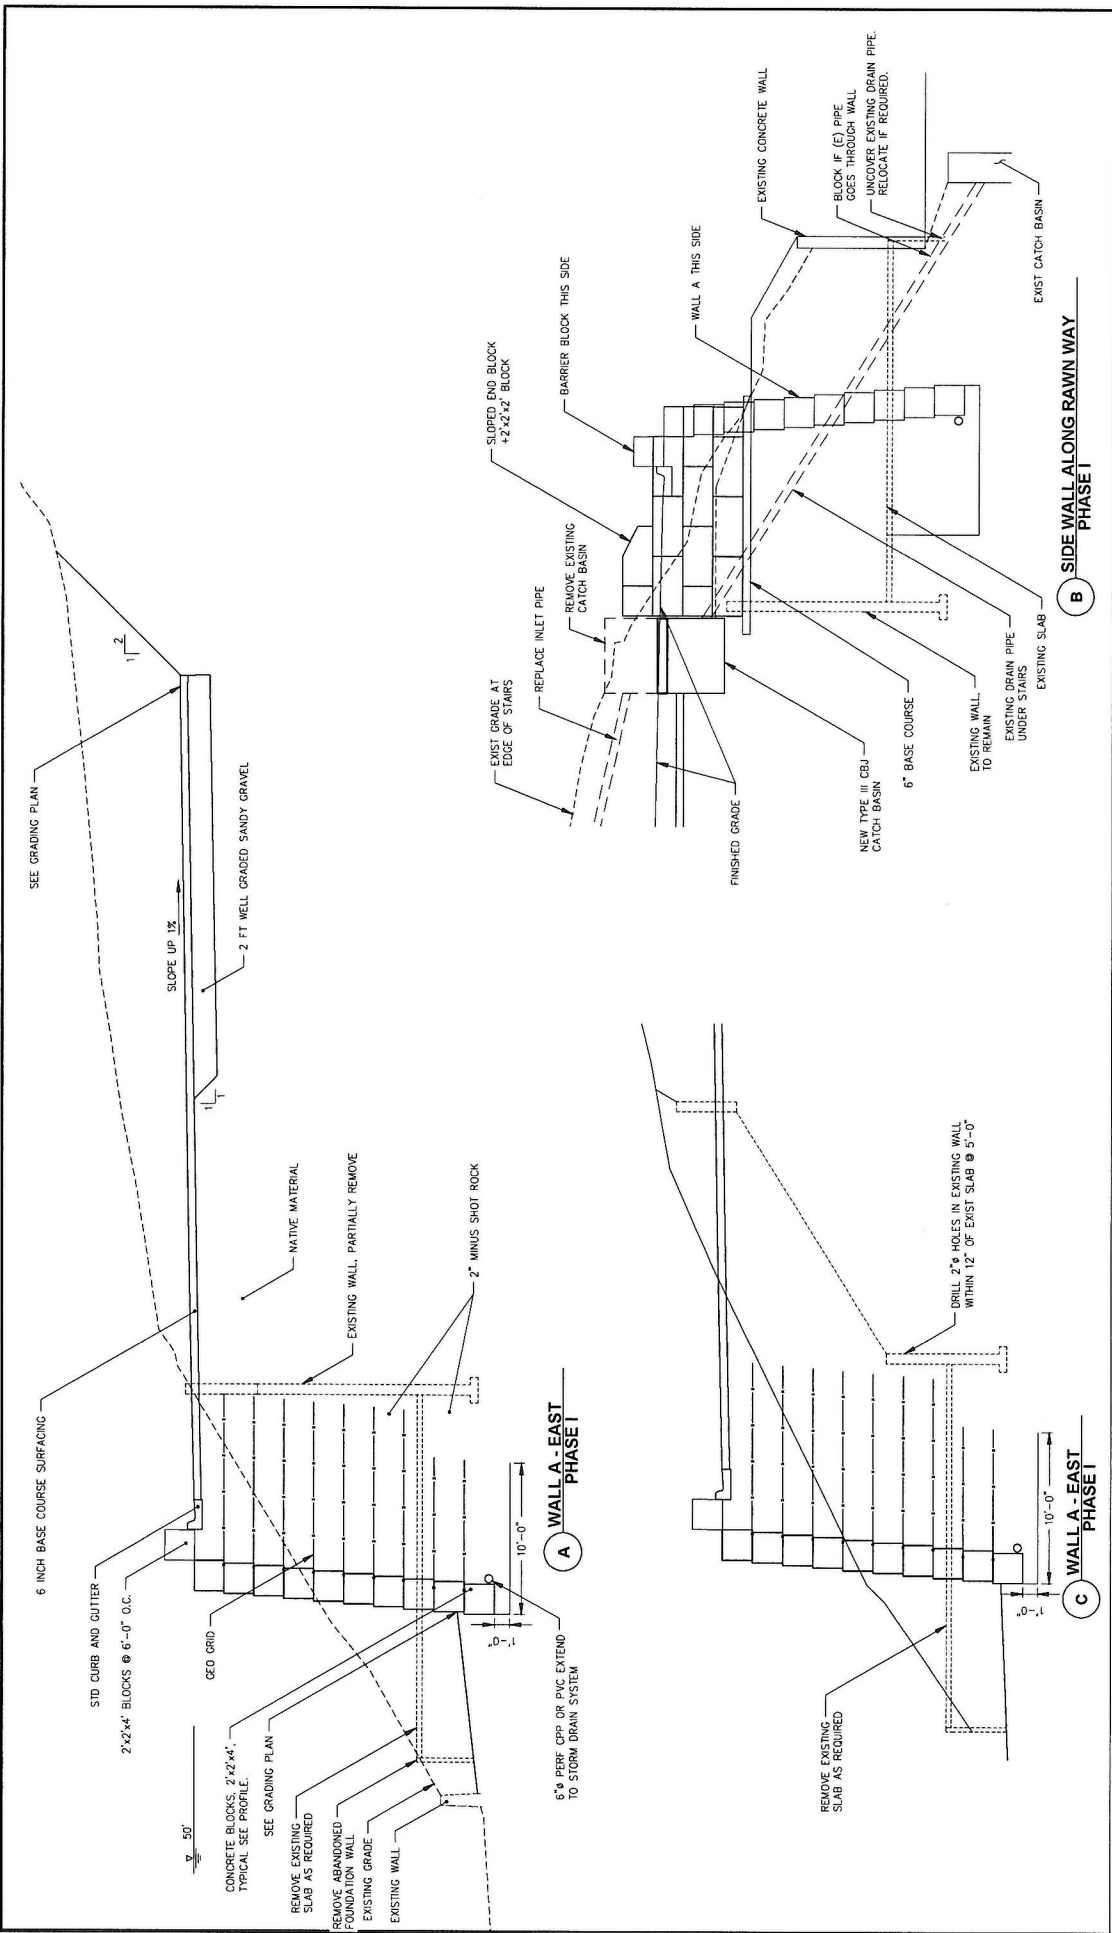 6 INCH BASE COURSE SURFACING
STD CURB AND GUTTER
2'x2'x4' BLOCKS @ 6'-0" O.C.
50'
GEO GRID
CONCRETE BLOCKS, 2'x2'x4',
TYPICAL SEE PROFILE.
SEE GRADING PLAN
REMOVE EXISTING
SLAB AS REQUIRED
REMOVE ABANDONED
FOUNDATION WALL
EXISTING GRADE
EXISTING WALL
SEE GRADING PLAN
SLOPE UP 1%
1
2
2 FT WELL GRADED SANDY GRAVEL
1
1
NATIVE MATERIAL
EXISTING WALL, PARTIALLY REMOVE
2" MINUS SHOT ROCK
10'-0"
1'-0"
6"ø PERF CPP OR PVC EXTEND
TO STORM DRAIN SYSTEM
A
WALL A - EAST
PHASE I
SLOPED END BLOCK
+2'x2'x2' BLOCK
BARRIER BLOCK THIS SIDE
WALL A THIS SIDE
EXISTING CONCRETE WALL
BLOCK IF (E) PIPE
GOES THROUGH WALL
UNCOVER EXISTING DRAIN PIPE.
RELOCATE IF REQUIRED.
EXIST CATCH BASIN
REMOVE EXISTING
CATCH BASIN
REPLACE INLET PIPE
EXIST GRADE AT
EDGE OF STAIRS
FINISHED GRADE
NEW TYPE III CBJ
CATCH BASIN
6" BASE COURSE
EXISTING WALL,
TO REMAIN
EXISTING DRAIN PIPE
UNDER STAIRS
EXISTING SLAB
B
SIDE WALL ALONG RAWN WAY
PHASE I
DRILL 2"ø HOLES IN EXISTING WALL
WITHIN 12" OF EXIST SLAB @ 5'-0"
REMOVE EXISTING
SLAB AS REQUIRED
10'-0"
1'-0"
C
WALL A - EAST
PHASE I